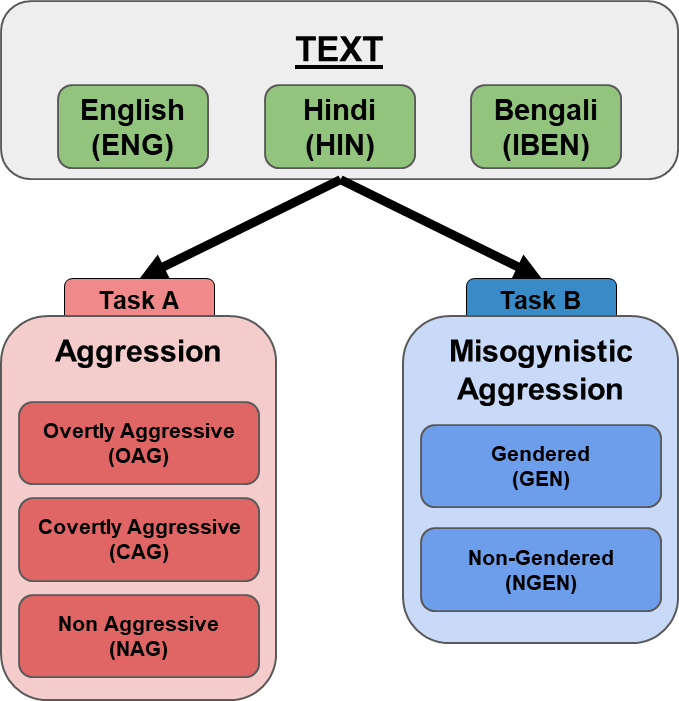 TEXT
English
(ENG)
Hindi
(HIN)
Bengali
(IBEN)
Task A
Aggression
Overtly Aggressive
(OAG)
Covertly Aggressive
(CAG)
Non Aggressive
(NAG)
Task B
Misogynistic
Aggression
Gendered
(GEN)
Non-Gendered
(NGEN)